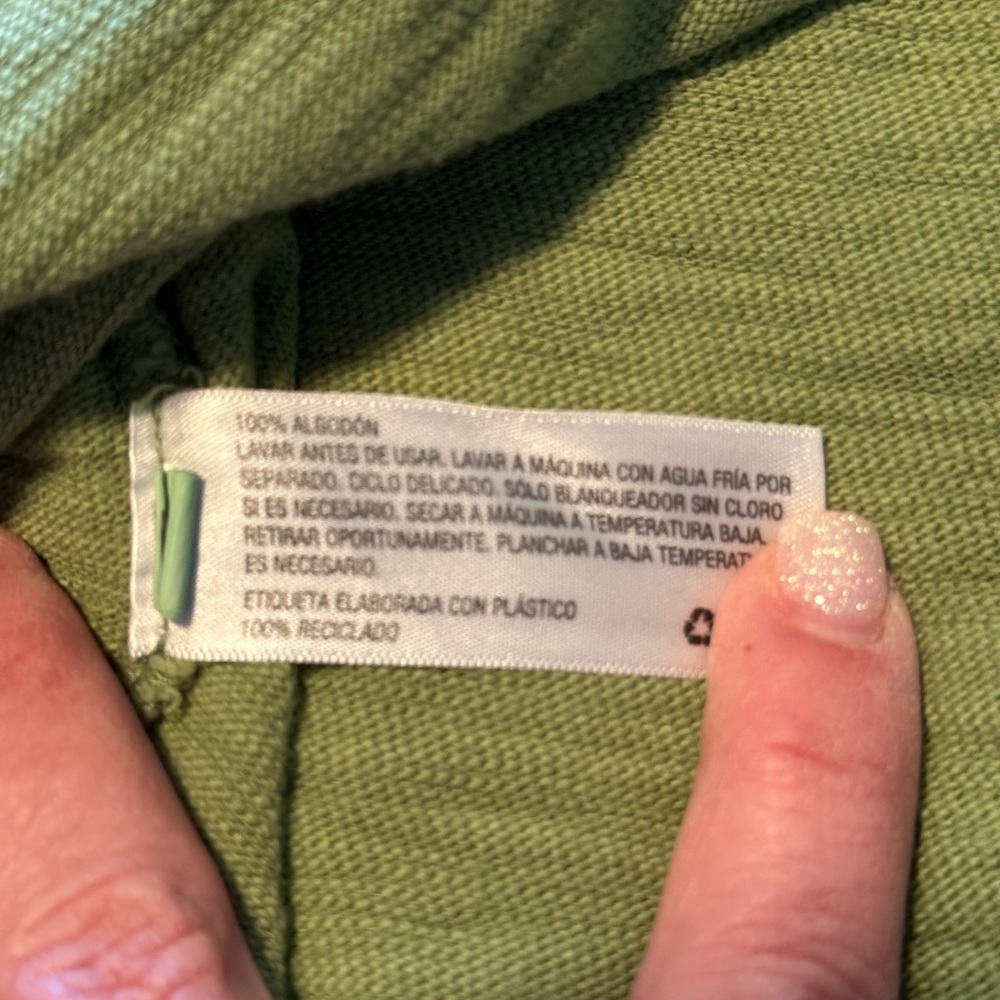 100% ALGODÓN
LAVAR ANTES DE USAR. LAVAR A MÁQUINA CON AGUA FRÍA POR
SEPARADO. CICLO DELICADO. SÓLO BLANQUEADOR SIN CLORO
SI ES NECESARIO. SECAR A MÁQUINA A TEMPERATURA BAJA.
RETIRAR OPORTUNAMENTE. PLANCHAR A BAJA
ES NECESARIO.
ETIQUETA ELABORADA CON PLÁSTICO
100% RECICLADO